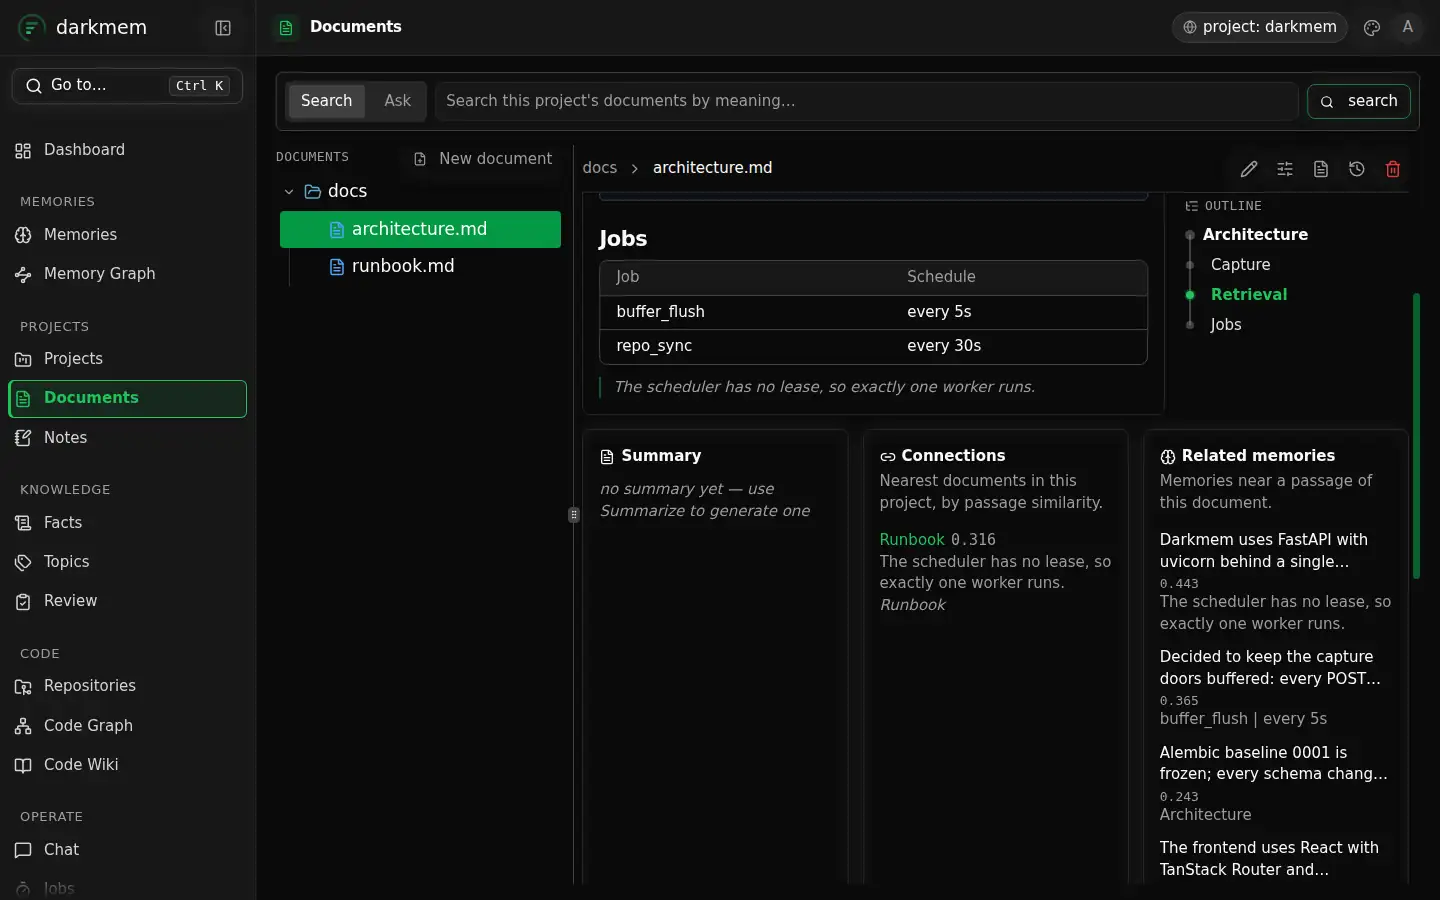 darkmem
Documents
project: darkmem
A
Go to...
Ctrl K
Search
Ask
Search this project's documents by meaning...
search
Dashboard
MEMORIES
Memories
Memory Graph
PROJECTS
Projects
Documents
Notes
KNOWLEDGE
Facts
Topics
Review
CODE
Repositories
Code Graph
Code Wiki
OPERATE
Chat
Jobs
DOCUMENTS
New document
docs
architecture.md
runbook.md
docs > architecture.md
Jobs
Job Schedule
buffer_flush every 5s
repo_sync every 30s
The scheduler has no lease, so exactly one worker runs.
OUTLINE
Architecture
Capture
Retrieval
Jobs
Summary
no summary yet — use
Summarize to generate one
Connections
Nearest documents in this
project, by passage similarity.
Runbook 0.316
The scheduler has no lease, so
exactly one worker runs.
Runbook
Related memories
Memories near a passage of
this document.
Darkmem uses FastAPI with
uvicorn behind a single...
0.443
The scheduler has no lease, so
exactly one worker runs.
Decided to keep the capture
doors buffered: every POST...
0.365
buffer_flush | every 5s
Alembic baseline 0001 is
frozen; every schema chang...
0.243
Architecture
The frontend uses React with
TanStack Router and...